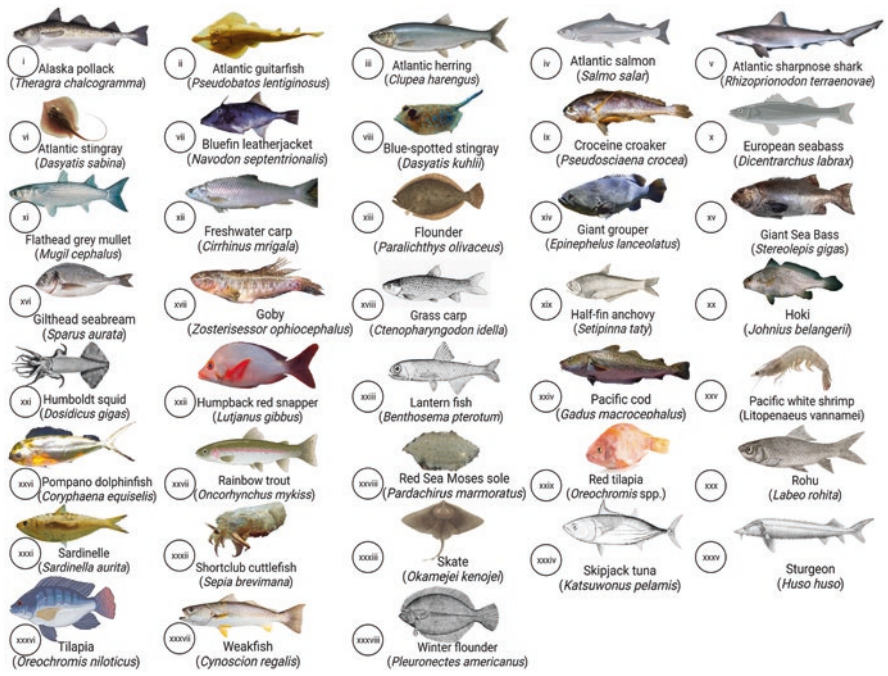 i
Alaska pollack
(Theragra chalcogramma)
ii
Atlantic guitarfish
(Pseudobatos lentiginosus)
iii
Atlantic herring
(Clupea harengus)
iv
Atlantic salmon
(Salmo salar)
v
Atlantic sharpnose shark
(Rhizoprionodon terraenovae)
vi
Atlantic stingray
(Dasyatis sabina)
vii
Bluefin leatherjacket
(Navodon septentrionalis)
viii
Blue-spotted stingray
(Dasyatis kuhlii)
ix
Croceine croaker
(Pseudosciaena crocea)
x
European seabass
(Dicentrarchus labrax)
xi
Flathead grey mullet
(Mugil cephalus)
xii
Freshwater carp
(Cirrhinus mrigala)
xiii
Flounder
(Paralichthys olivaceus)
xiv
Giant grouper
(Epinephelus lanceolatus)
xv
Giant Sea Bass
(Stereolepis gigas)
xvi
Gilthead seabream
(Sparus aurata)
xvii
Goby
(Zosterisessor ophiocephalus)
xviii
Grass carp
(Ctenopharyngodon idella)
xix
Half-fin anchovy
(Setipinna taty)
xx
Hoki
(Johnius belangerii)
xxi
Humboldt squid
(Dosidicus gigas)
xxii
Humpback red snapper
(Lutjanus gibbus)
xxiii
Lantern fish
(Benthosema pterotum)
xxiv
Pacific cod
(Gadus macrocephalus)
xxv
Pacific white shrimp
(Litopenaeus vannamei)
xxvi
Pompano dolphinfish
(Coryphaena equiselis)
xxvii
Rainbow trout
(Oncorhynchus mykiss)
xxviii
Red Sea Moses sole
(Pardachirus marmoratus)
xxix
Red tilapia
(Oreochromis spp.)
xxx
Rohu
(Labeo rohita)
xxxi
Sardinelle
(Sardinella aurita)
xxxii
Shortclub cuttlefish
(Sepia brevimana)
xxxiii
Skate
(Okamejei kenojei)
xxxiv
Skipjack tuna
(Katsuwonus pelamis)
xxxv
Sturgeon
(Huso huso)
xxxvi
Tilapia
(Oreochromis niloticus)
xxxvii
Weakfish
(Cynoscion regalis)
xxxviii
Winter flounder
(Pleuronectes americanus)